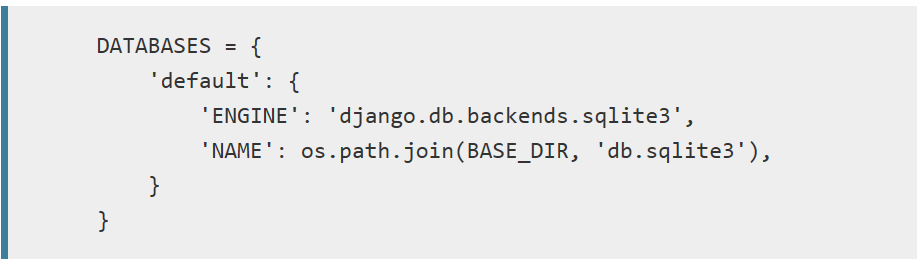 DATABASES = {
    'default': {
        'ENGINE': 'django.db.backends.sqlite3',
        'NAME': os.path.join(BASE_DIR, 'db.sqlite3'),
    }
}